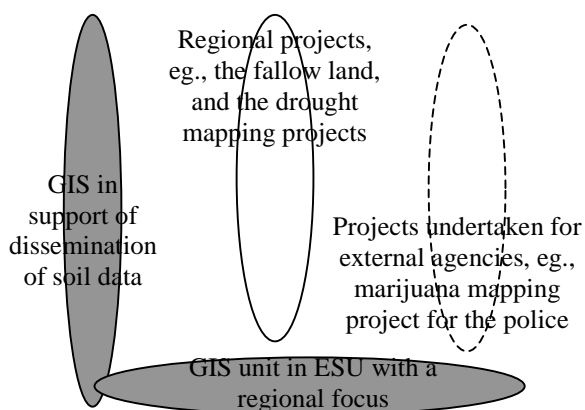 Regional projects,
eg., the fallow land,
and the drought
mapping projects
GIS in
support of
dissemination
of soil data
Projects undertaken for
external agencies, eg.,
marijuana mapping
project for the police
GIS unit in ESU with a
regional focus